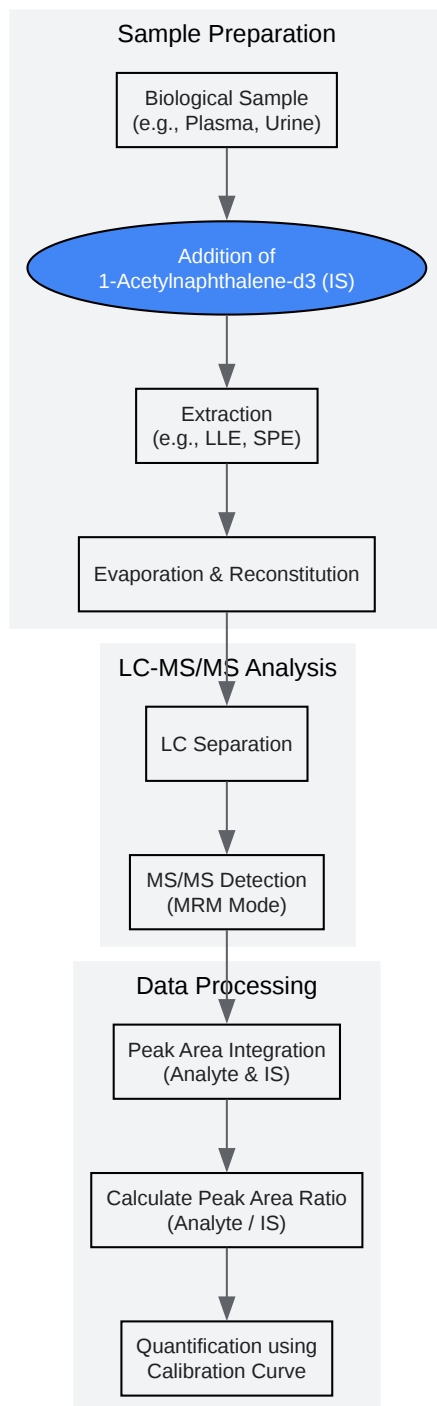 Sample Preparation
Biological Sample
(e.g., Plasma, Urine)
Addition of
1-Acetylnaphthalene-d3 (IS)
Extraction
(e.g., LLE, SPE)
Evaporation & Reconstitution
LC-MS/MS Analysis
LC Separation
MS/MS Detection
(MRM Mode)
Data Processing
Peak Area Integration
(Analyte & IS)
Calculate Peak Area Ratio
(Analyte / IS)
Quantification using
Calibration Curve